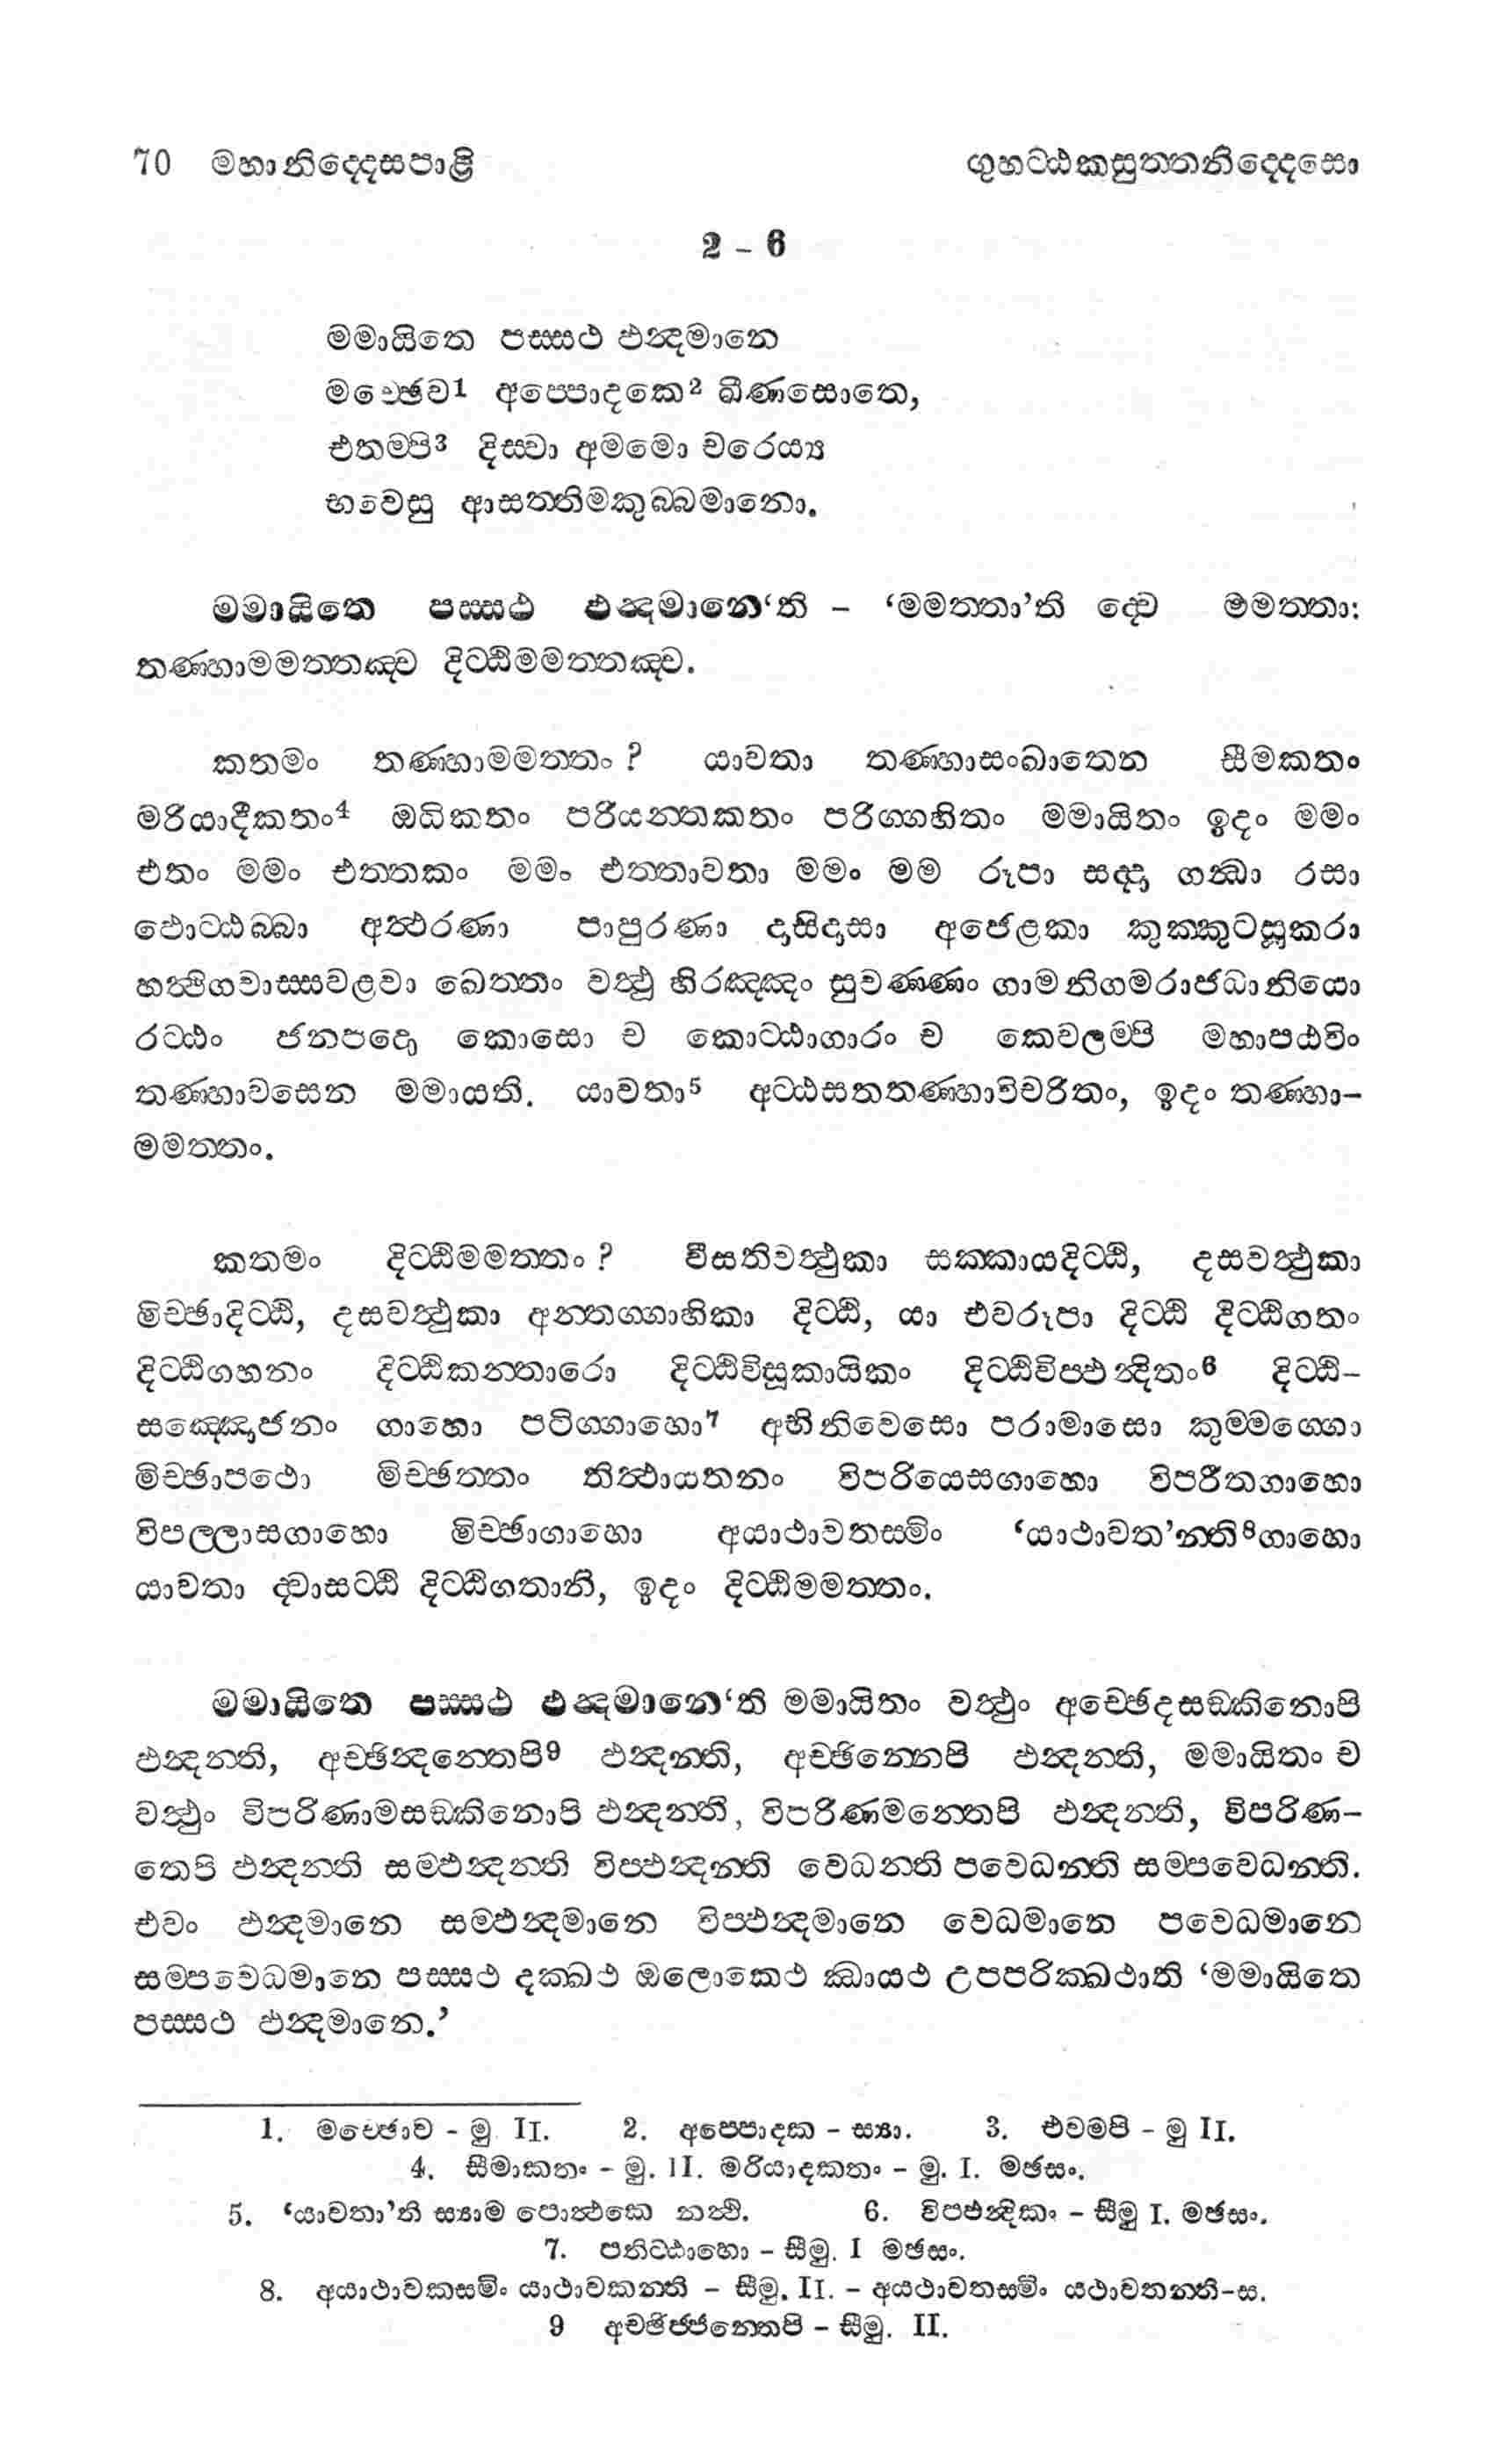 70 මහානිද්දෙසපාළි ගුහට්ඨකසුත්තනිද්දෙසො
2 – 6
මමායිතෙ පස්සථ ඵන්දමානෙ
මච්ඡෙව1 අප්පොදකෙ2 ඛීණසොතෙ,
එතම්පි3 දිස්වා අමමො චරෙය්‍ය
භවෙසු ආසත්තිමකුබ්බමානො.
මමායිතෙ පස්සථ ඵන්දමානෙ‘ති – ‘මමත්තා’ති ද්වෙ මමත්තා:
තණ්හාමමත්තඤ්ච දිට්ඨිමමත්තඤ්ච.
කතමං තණ්හාමමත්තං ? යාවතා තණ්හාසංඛාතෙන සීමකතං
මරියාදීකතං4 ඔධිකතං පරියන්තකතං පරිග්ගහිතං මමායිතං ඉදං මමං
එතං මමං එත්තකං මමං එත්තාවතා මමං මම රූපා සද්දා ගන්ධා රසා
ඵොට්ඨබ්බා අත්ථරණා පාපුරණා දාසිදාසා අජෙළකා කුක්කුටසූකරා
හත්ථිගවාස්සවළවා ඛෙත්තං වත්ථු හිරඤ්ඤං සුවණ්ණං ගාමනිගමරාජධානියො
රට්ඨං ජනපදො කොසො ච කොට්ඨාගාරං ච කෙවලම්පි මහාපඨවිං
තණ්හාවසෙන මමායති. යාවතා5 අට්ඨසතතණ්හාවිචරිතං, ඉදං තණ්හා–
මමත්තං.
කතමං දිට්ඨිමමත්තං ? වීසතිවත්ථුකා සක්කායදිට්ඨි, දසවත්ථුකා
මිච්ඡාදිට්ඨි, දසවත්ථුකා අන්තග්ගාහිකා දිට්ඨි, යා එවරූපා දිට්ඨි දිට්ඨිගතං
දිට්ඨිගහනං දිට්ඨිකන්තාරො දිට්ඨිවිසූකායිකං දිට්ඨිවිප්ඵන්දිතං6 දිට්ඨි–
සඤ්ඤොජනං ගාහො පටිග්ගාහො7 අභිනිවෙසො පරාමාසො කුම්මග්ගො
මිච්ඡාපථො මිච්ඡත්තං තිත්ථායතනං විපරියෙසගාහො විපරීතගාහො
විපල්ලාසගාහො මිච්ඡාගාහො අයාථාවතස්මිං ‘යාථාවත’න්ති8ගාහො
යාවතා ද්වාසට්ඨි දිට්ඨිගතානි, ඉදං දිට්ඨිමමත්තං.
මමායිතෙ පස්සථ ඵන්දමානෙ‘ති මමායිතං වත්ථුං අච්ඡෙදසඞ්කිනොපි
ඵන්දන්ති, අච්ඡින්දන්තෙපි9 ඵන්දන්ති, අච්ඡින්නෙපි ඵන්දන්ති, මමායිතං ච
වත්ථුං විපරිණාමසඞ්කිනොපි ඵන්දන්ති, විපරිණමන්තෙපි ඵන්දන්ති, විපරිණ–
තෙපි ඵන්දන්ති සම්ඵන්දන්ති විප්ඵන්දන්ති වෙධන්ති පවෙධන්ති සම්පවෙධන්ති.
එවං ඵන්දමානෙ සම්ඵන්දමානෙ විප්ඵන්දමානෙ වෙධමානෙ පවෙධමානෙ
සම්පවෙධමානෙ පස්සථ දක්ඛථ ඔලොකෙථ ඣායථ උපපරික්ඛථාති ‘මමායිතෙ
පස්සථ ඵන්දමානෙ.’
1. මච්ඡොව - මු II. 2. අප්පොදක – ස්‍යා. 3. එවම්පි - මු II.
4. සීමාකතං – මු. II. මරියාදකතං – මු. I. මඡසං.
5. ‘යාවතා’ති ස්‍යාම පොත්ථකෙ නත්ථි. 6. විප්ඵන්දිකං – සීමු I. මඡසං.
7. පතිට්ඨාහො – සීමු. I මඡසං.
8. අයාථාවකස්මිං යාථාවකන්ති – සීමු. II. – අයථාවතස්මිං යථාවතන්ති–ස.
9 අච්ඡිජ්ජන්තෙපි – සීමු. II.